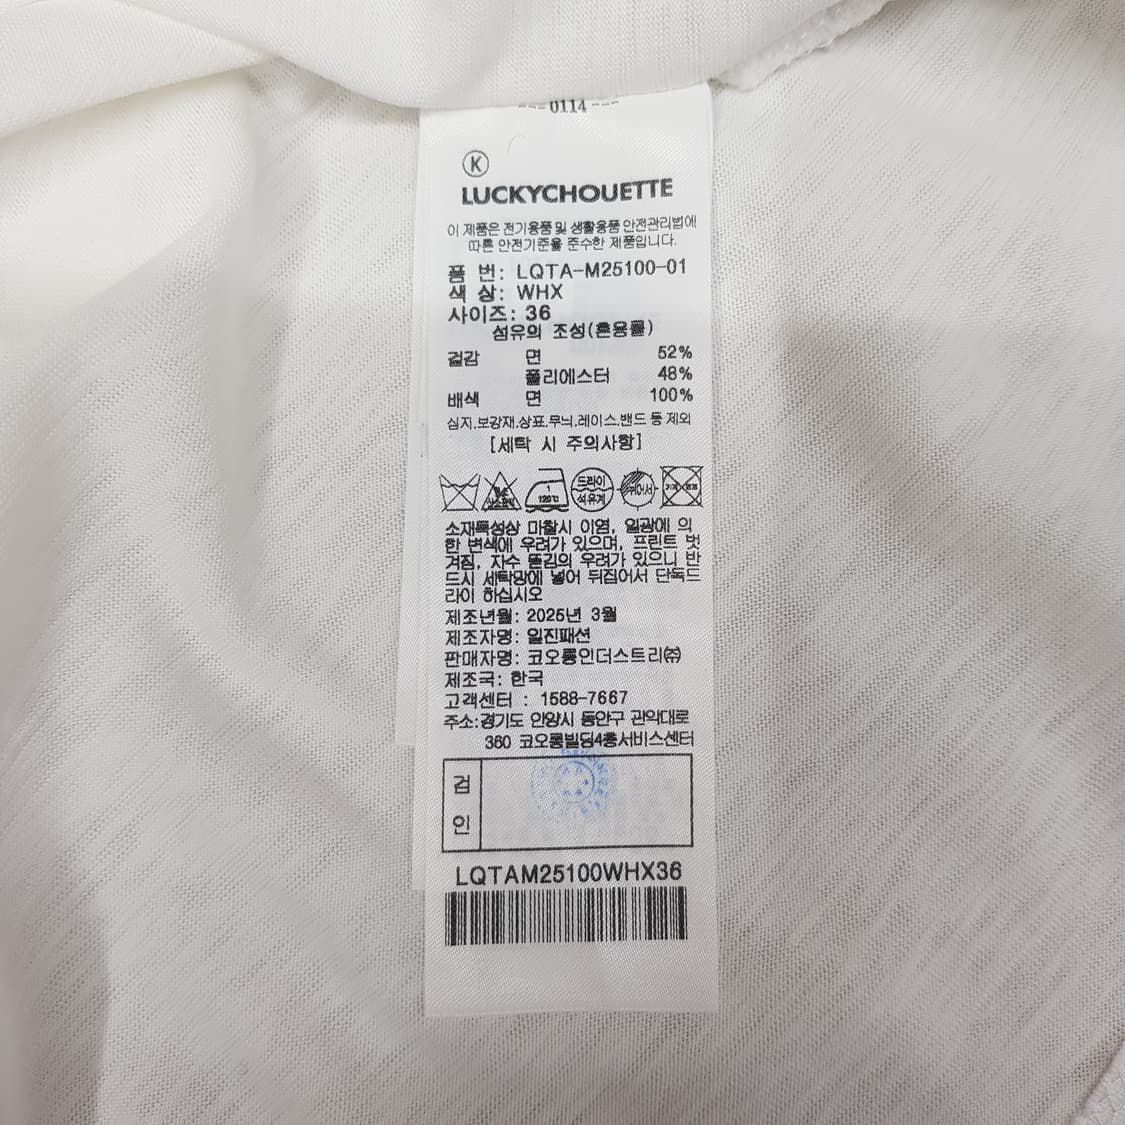 ---0114---
K
LUCKYCHOUETTE
이 제품은 전기용품 및 생활용품 안전관리법에
따른 안전기준을 준수한 제품입니다.
품 번: LQTA-M25100-01
색 상: WHX
사이즈: 36
섬유의 조성(혼용률)
겉감 면 52%
폴리에스터 48%
배색 면 100%
심지,보강재,상표,무늬,레이스,밴드 등 제외
[세탁 시 주의사항]
1 120℃ 드라이 석유계 뉘어서
소재특성상 마찰시 이염, 일광에 의
한 변색에 우려가 있으며, 프린트 벗
겨짐, 자수 뜯김의 우려가 있으니 반
드시 세탁망에 넣어 뒤집어서 단독드
라이 하십시오
제조년월: 2025년 3월
제조자명: 일진패션
판매자명: 코오롱인더스트리㈜
제조국: 한국
고객센터 : 1588-7667
주소:경기도 안양시 동안구 관악대로
360 코오롱빌딩4층서비스센터
검
인
LQTAM25100WHX36